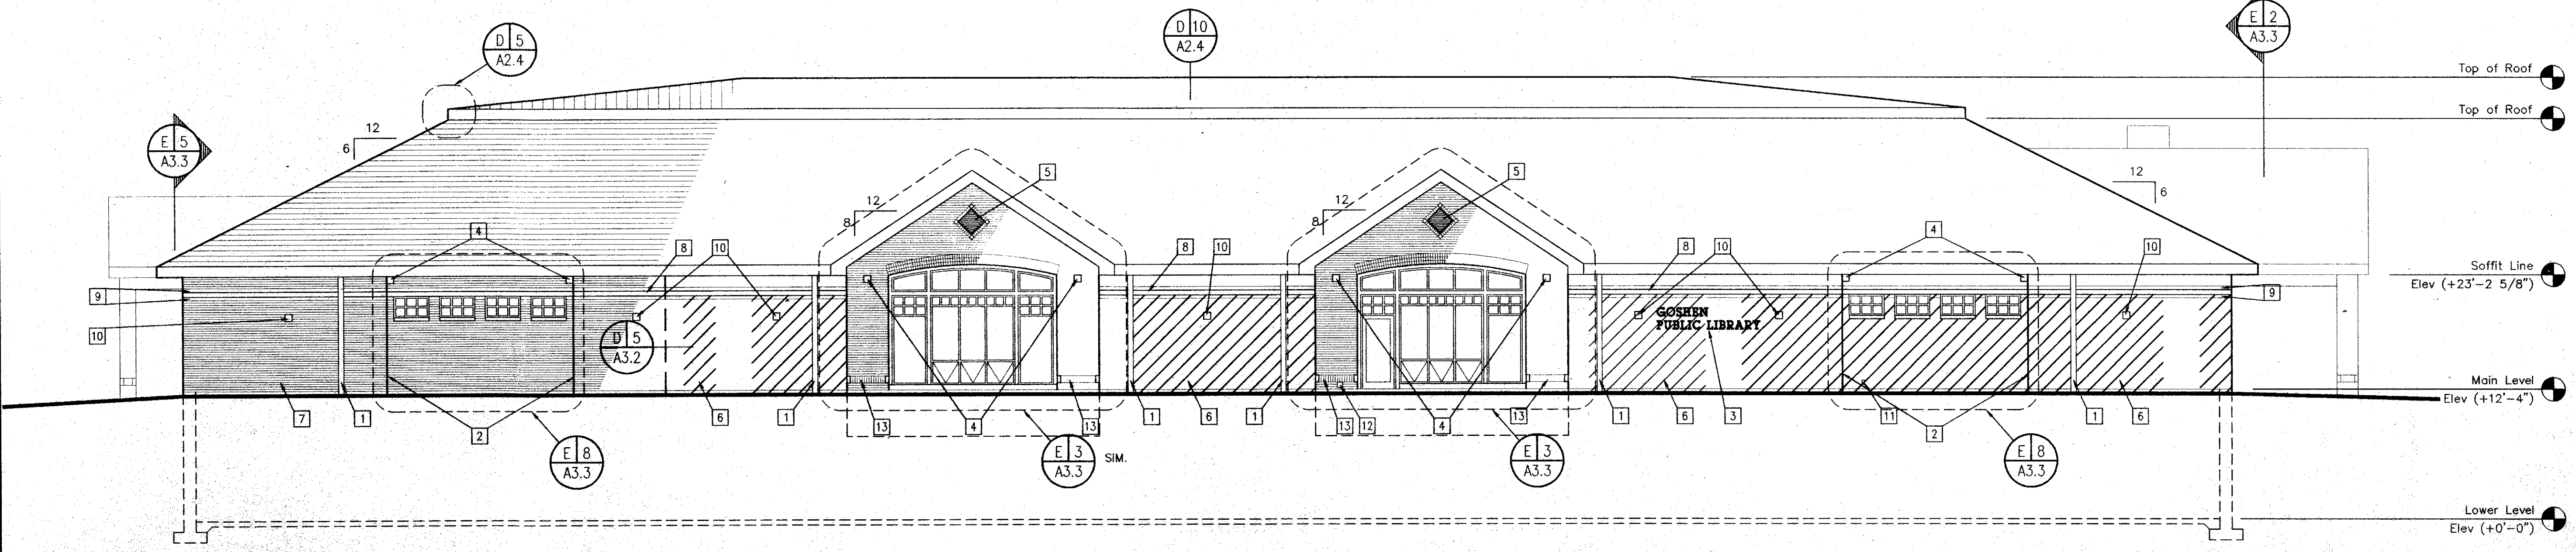 D 10
A2.4
E 2
A3.3
D 5
A2.4
Top of Roof
Top of Roof
E 5
A3.3
12
6
12
6
5
5
12
8
12
8
4
8
10
8
10
8
10
4
10
Soffit Line
Elev (+23'-2 5/8")
9
9
10
GOSHEN
PUBLIC LIBRARY
D 5
A3.2
Main Level
Elev (+12'-4")
7
1
2
6
1
13
4
13
1
6
1
13
12
4
13
1
6
3
11
2
1
6
E 8
A3.3
E 3
A3.3
SIM.
E 3
A3.3
E 8
A3.3
Lower Level
Elev (+0'-0")